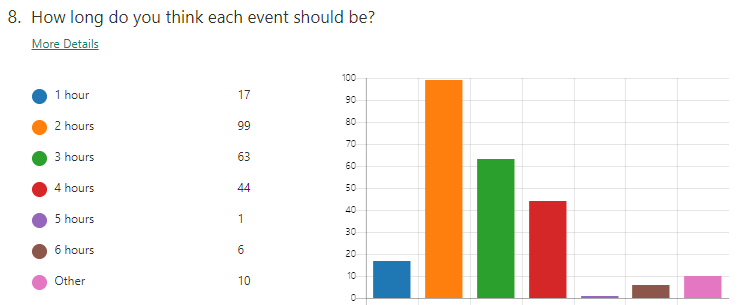 8. How long do you think each event should be?
More Details
1 hour 17
2 hours 99
3 hours 63
4 hours 44
5 hours 1
6 hours 6
Other 10
100
90
80
70
60
50
40
30
20
10
0